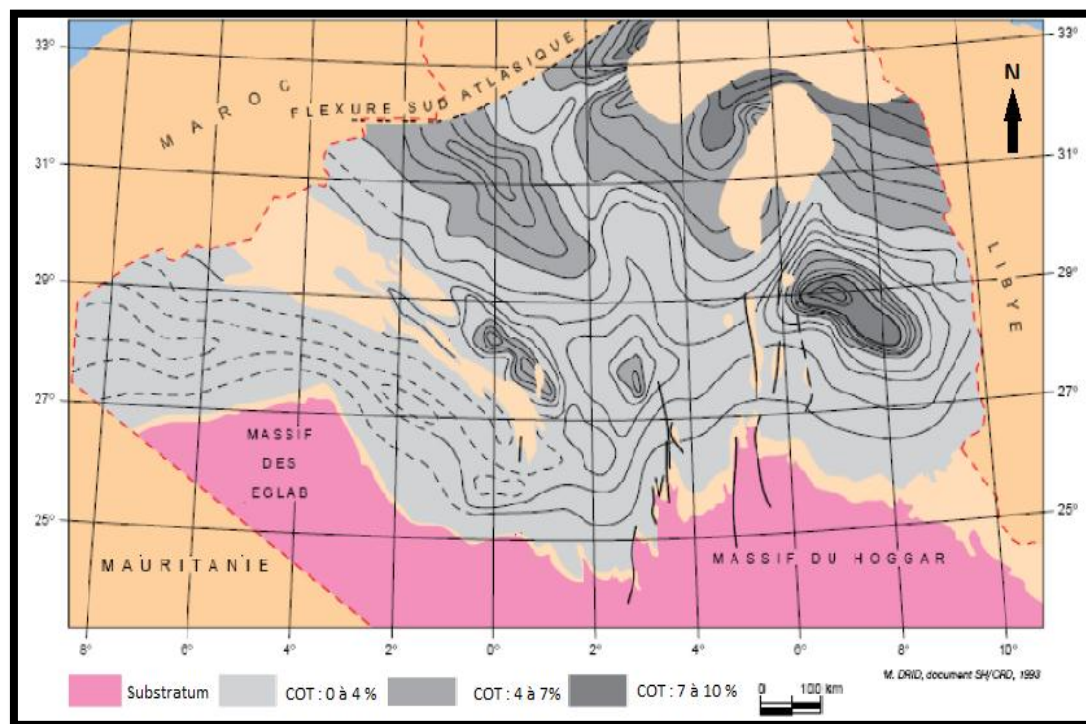 33°
31°
29°
27°
25°
33°
31°
29°
28°
27°
25°
N
MAROC
FLEXURE SUD ATLASIQUE
LIBYE
MASSIF
DES
EGLAB
MAURITANIE
MASSIF DU HOGGAR
8° 6° 4° 2° 0° 2° 4° 6° 8° 10°
M. DRID, document SH/CRD, 1993
Substratum COT : 0 à 4 % COT : 4 à 7% COT : 7 à 10 % 0 100 km